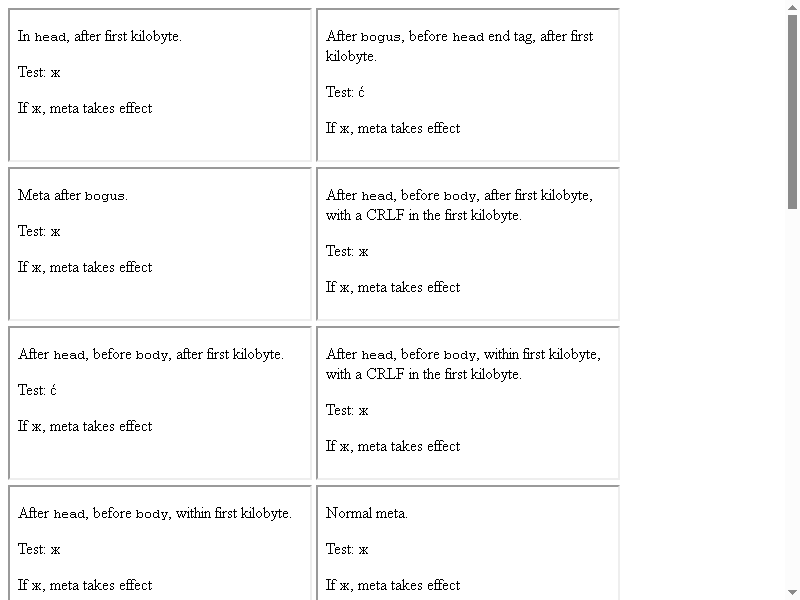 In head, after first kilobyte.
Test: ж
If ж, meta takes effect
After bogus, before head end tag, after first
kilobyte.
Test: ć
If ж, meta takes effect
Meta after bogus.
Test: ж
If ж, meta takes effect
After head, before body, after first kilobyte,
with a CRLF in the first kilobyte.
Test: ж
If ж, meta takes effect
After head, before body, after first kilobyte.
Test: ć
If ж, meta takes effect
After head, before body, within first kilobyte,
with a CRLF in the first kilobyte.
Test: ж
If ж, meta takes effect
After head, before body, within first kilobyte.
Test: ж
If ж, meta takes effect
Normal meta.
Test: ж
If ж, meta takes effect